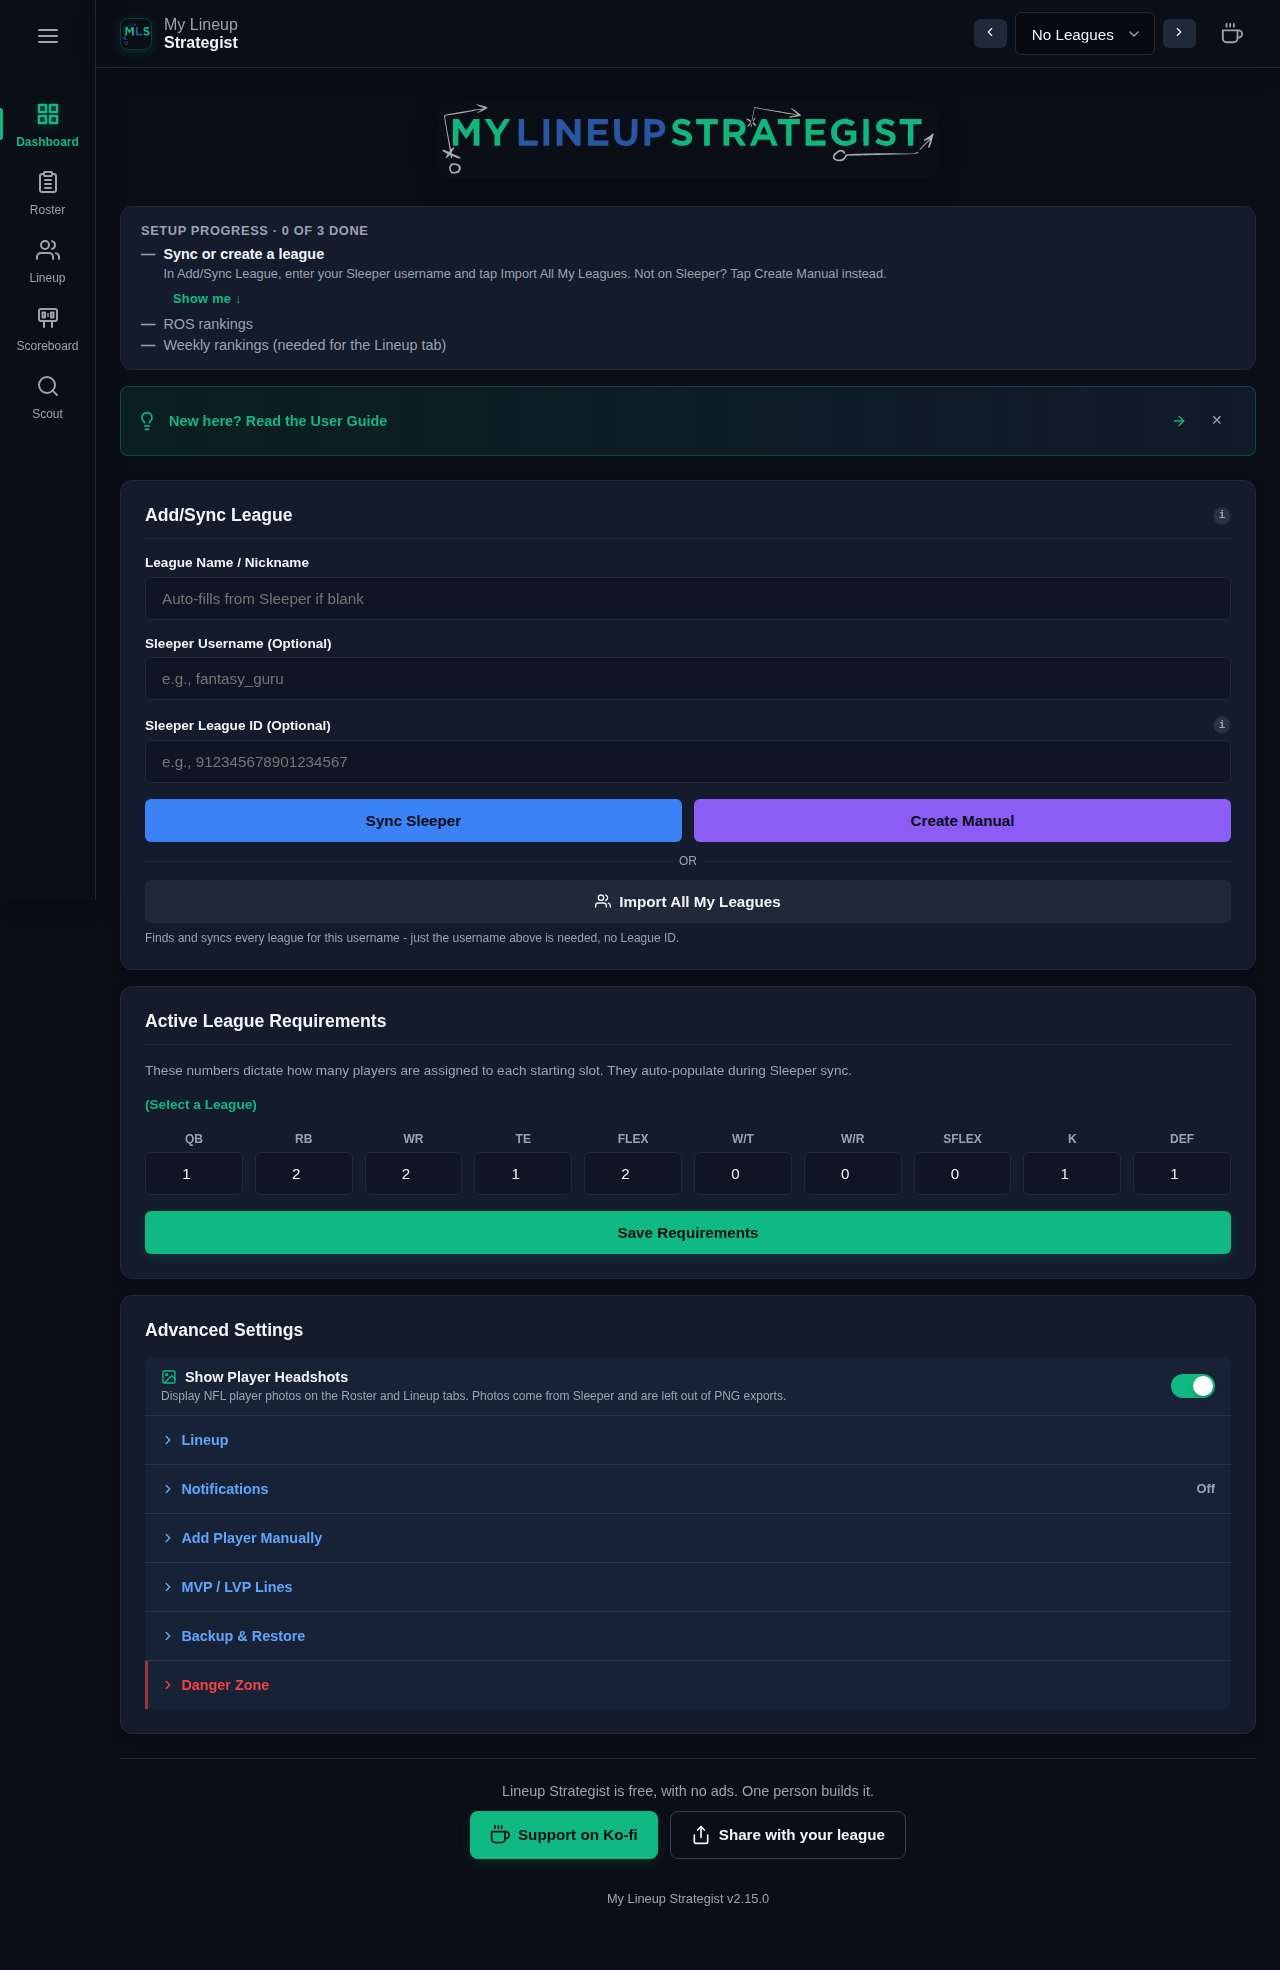 MLS
My Lineup
Strategist
No Leagues
Dashboard
Roster
Lineup
Scoreboard
Scout
MY LINEUP STRATEGIST
SETUP PROGRESS · 0 OF 3 DONE
— Sync or create a league
In Add/Sync League, enter your Sleeper username and tap Import All My Leagues. Not on Sleeper? Tap Create Manual instead.
Show me ↓
— ROS rankings
— Weekly rankings (needed for the Lineup tab)
New here? Read the User Guide
Add/Sync League
i
League Name / Nickname
Auto-fills from Sleeper if blank
Sleeper Username (Optional)
e.g., fantasy_guru
Sleeper League ID (Optional)
i
e.g., 912345678901234567
Sync Sleeper
Create Manual
OR
Import All My Leagues
Finds and syncs every league for this username - just the username above is needed, no League ID.
Active League Requirements
These numbers dictate how many players are assigned to each starting slot. They auto-populate during Sleeper sync.
(Select a League)
QB RB WR TE FLEX W/T W/R SFLEX K DEF
1 2 2 1 2 0 0 0 1 1
Save Requirements
Advanced Settings
Show Player Headshots
Display NFL player photos on the Roster and Lineup tabs. Photos come from Sleeper and are left out of PNG exports.
Lineup
Notifications
Off
Add Player Manually
MVP / LVP Lines
Backup & Restore
Danger Zone
Lineup Strategist is free, with no ads. One person builds it.
Support on Ko-fi
Share with your league
My Lineup Strategist v2.15.0